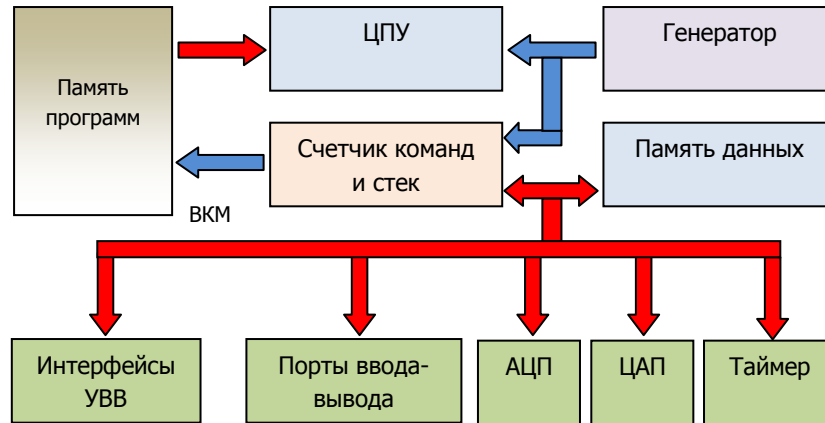 ЦПУ
Генератор
Память
программ
Счетчик команд
и стек
Память данных
ВКМ
Интерфейсы
УВВ
Порты ввода-
вывода
АЦП
ЦАП
Таймер